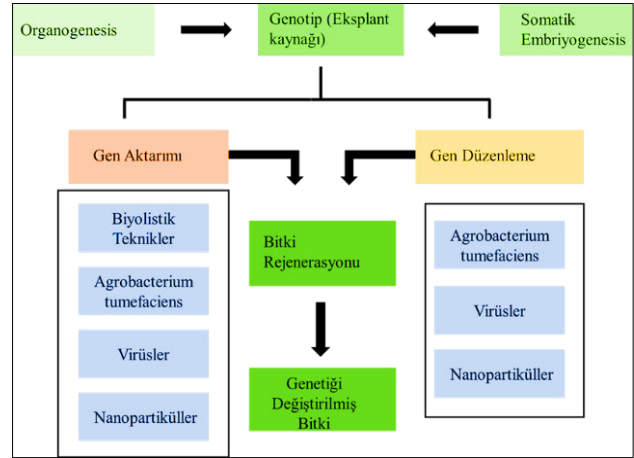 Organogenesis
Genotip (Eksplant
kaynağı)
Somatik
Embriyogenesis
Gen Aktarımı
Gen Düzenleme
Biyolistik
Teknikler
Agrobacterium
tumefaciens
Virüsler
Nanopartiküller
Bitki
Rejenerasyonu
Genetiği
Değiştirilmiş
Bitki
Agrobacterium
tumefaciens
Virüsler
Nanopartiküller